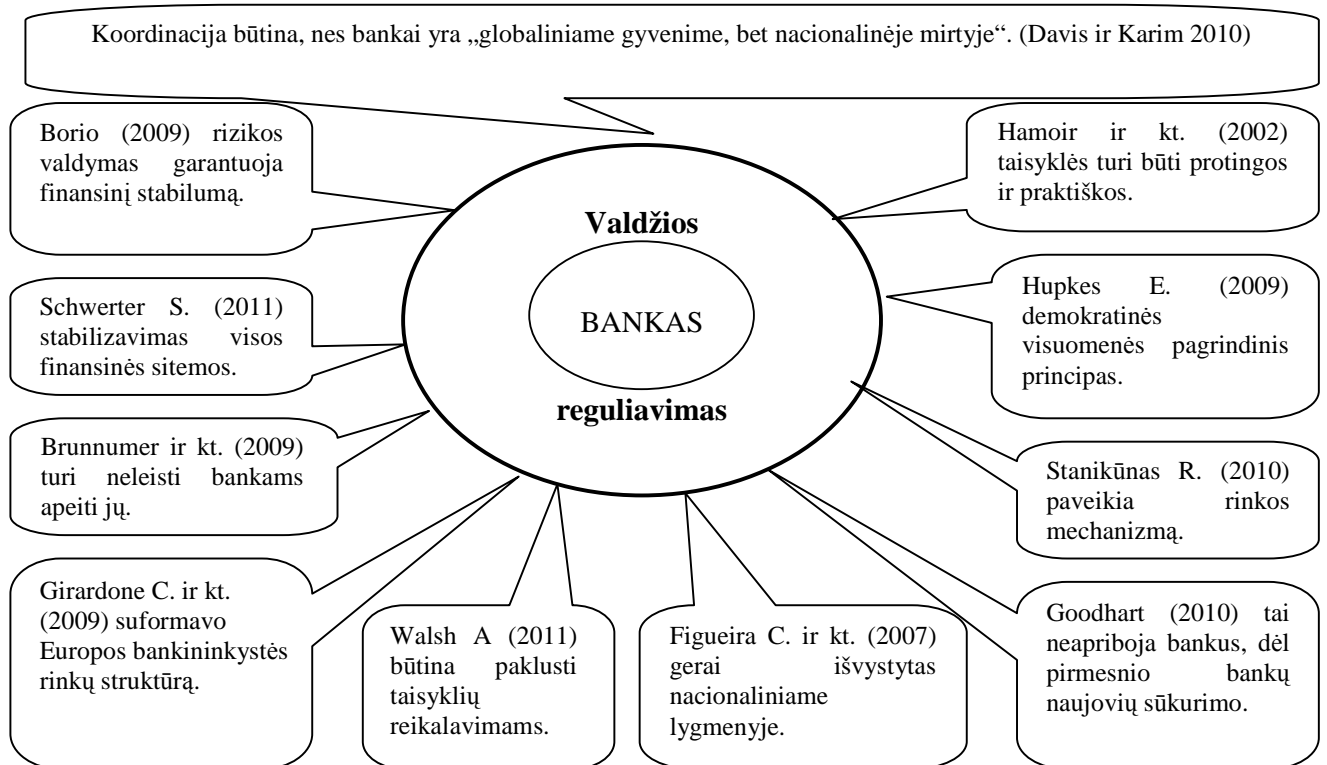 Koordinacija būtina, nes bankai yra „globaliniame gyvenime, bet nacionalinėje mirtyje“. (Davis ir Karim 2010)
Borio (2009) rizikos
valdymas garantuoja
finansinį stabilumą.
Hamoir ir kt. (2002)
taisyklės turi būti protingos
ir praktiškos.
Valdžios
BANKAS
reguliavimas
Schwerter S. (2011)
stabilizavimas visos
finansinės sitemos.
Hupkes E. (2009)
demokratinės
visuomenės pagrindinis
principas.
Brunnumer ir kt. (2009)
turi neleisti bankams
apeiti jų.
Stanikūnas R. (2010)
paveikia rinkos
mechanizmą.
Girardone C. ir kt.
(2009) suformavo
Europos bankininkystės
rinkų struktūrą.
Walsh A (2011)
būtina paklusti
taisyklių
reikalavimams.
Figueira C. ir kt. (2007)
gerai išvystytas
nacionaliniame
lygmenyje.
Goodhart (2010) tai
neapriboja bankus, dėl
pirmesnio bankų
naujovių sūkurimo.